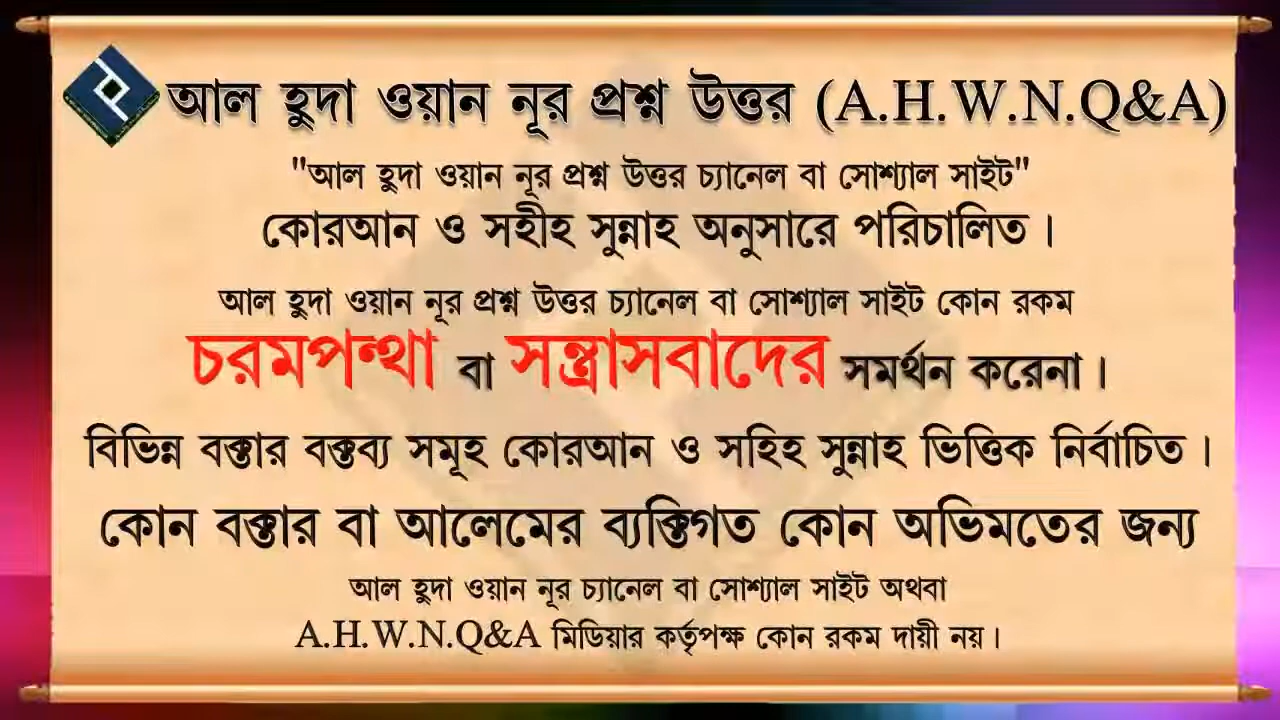 আল হুদা ওয়ান নূর প্রশ্ন উত্তর (A.H.W.N.Q&A)
"আল হুদা ওয়ান নূর প্রশ্ন উত্তর চ্যানেল বা সোশ্যাল সাইট"
কোরআন ও সহীহ সুন্নাহ অনুসারে পরিচালিত।
আল হুদা ওয়ান নূর প্রশ্ন উত্তর চ্যানেল বা সোশ্যাল সাইট কোন রকম
চরমপন্থা বা সন্ত্রাসবাদের সমর্থন করেনা।
বিভিন্ন বক্তার বক্তব্য সমূহ কোরআন ও সহিহ সুন্নাহ ভিত্তিক নির্বাচিত।
কোন বক্তার বা আলেমের ব্যক্তিগত কোন অভিমতের জন্য
আল হুদা ওয়ান নূর চ্যানেল বা সোশ্যাল সাইট অথবা
A.H.W.N.Q&A মিডিয়ার কর্তৃপক্ষ কোন রকম দায়ী নয়।